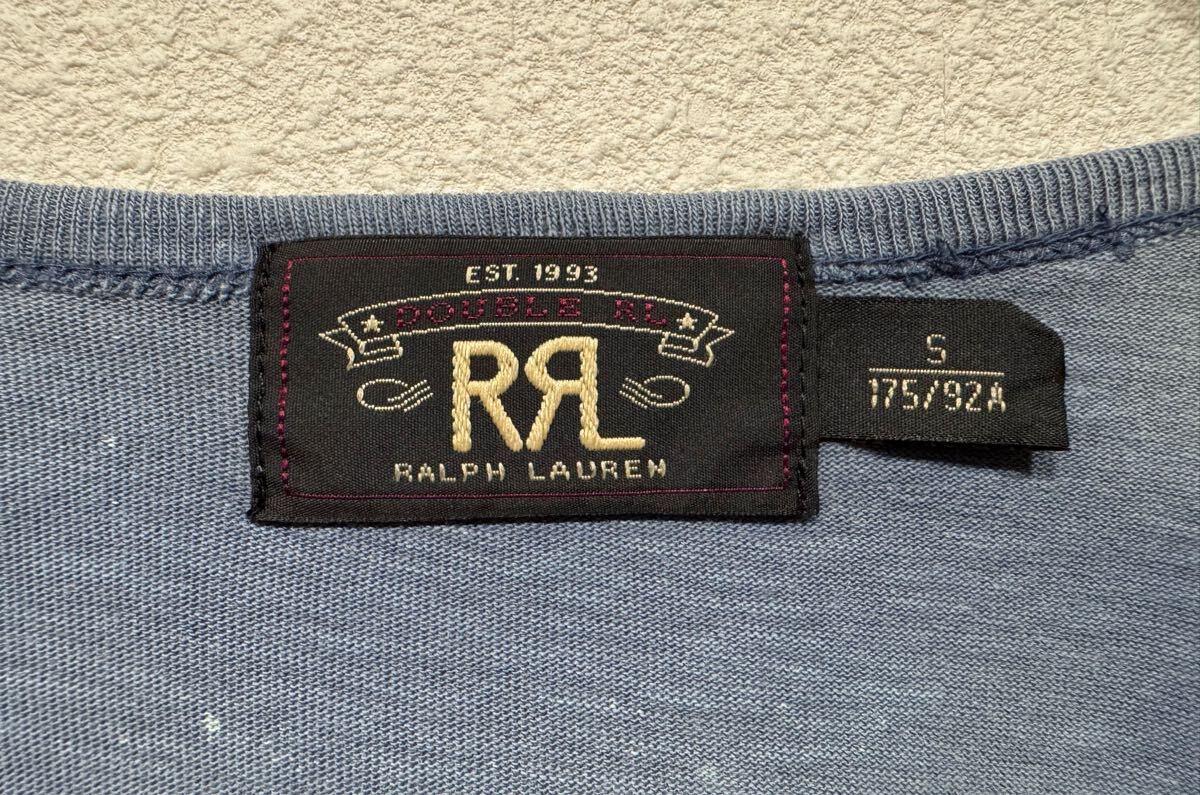 EST. 1993
DOUBLE RL
RRL
RALPH LAUREN
S
175/92A